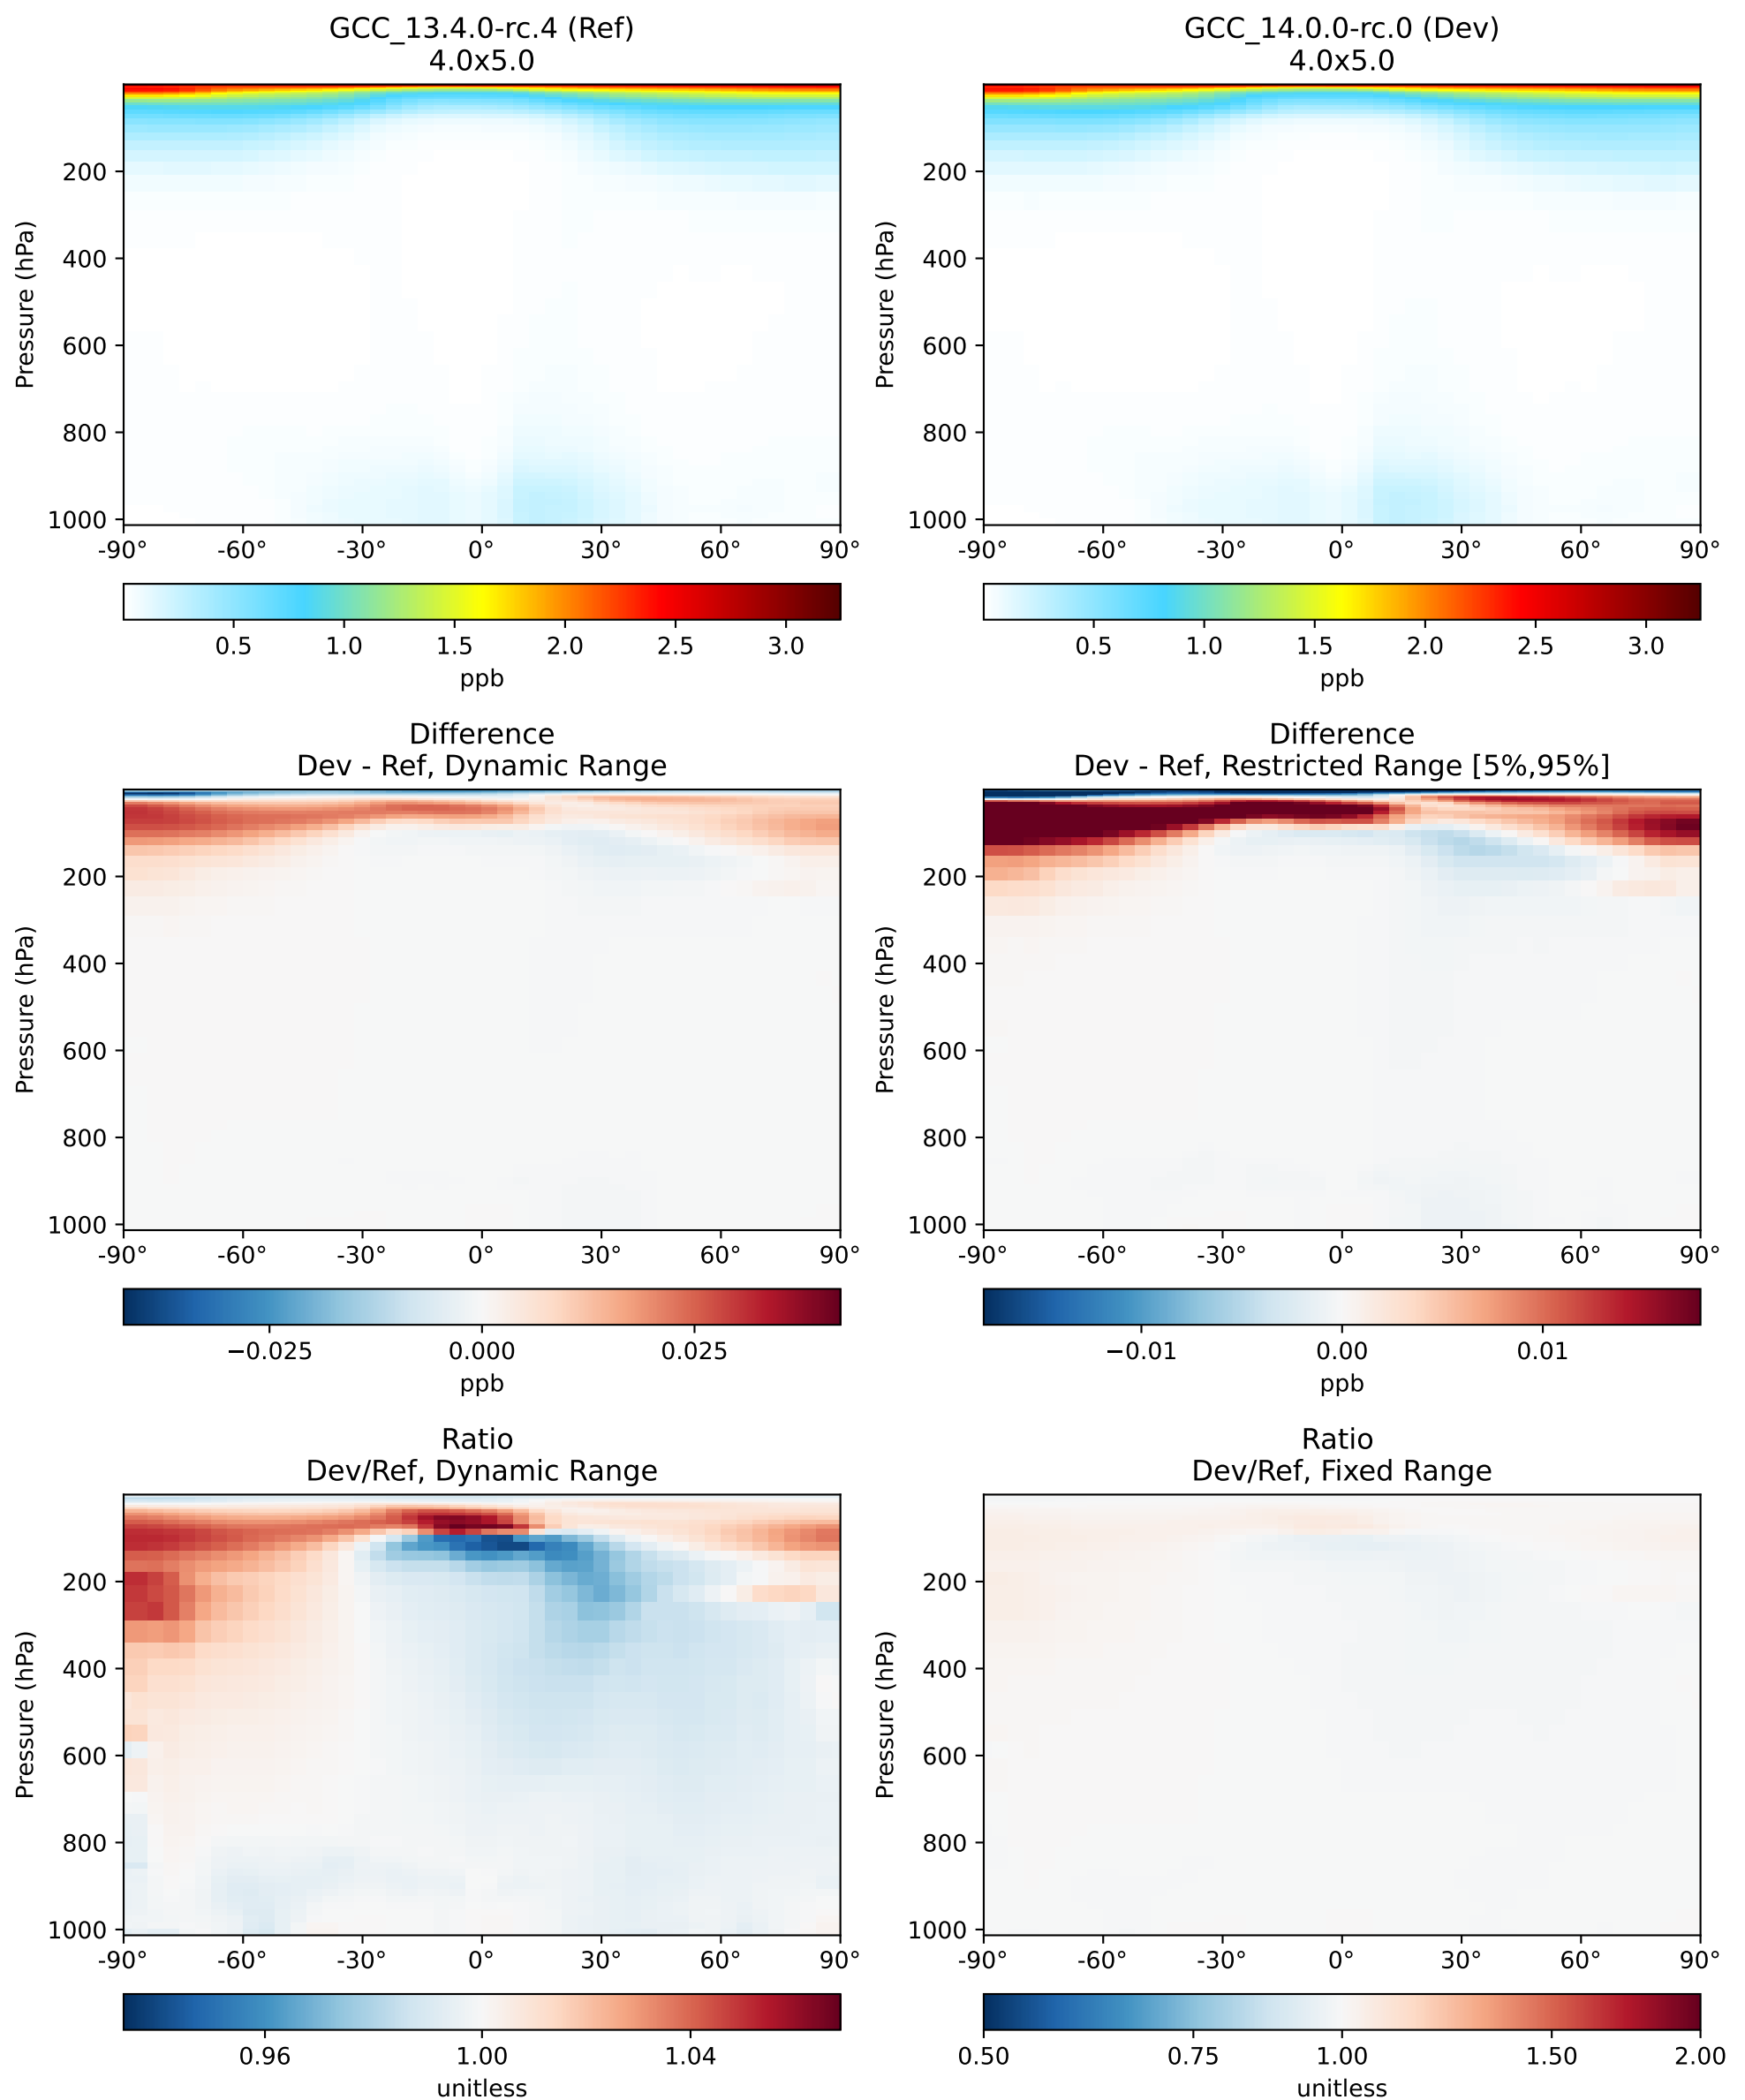 GCC_13.4.0-rc.4 (Ref)
4.0x5.0
Pressure (hPa)
200
400
600
800
1000
-90° -60° -30° 0° 30° 60° 90°
0.5 1.0 1.5 2.0 2.5 3.0
ppb
GCC_14.0.0-rc.0 (Dev)
4.0x5.0
Pressure (hPa)
200
400
600
800
1000
-90° -60° -30° 0° 30° 60° 90°
0.5 1.0 1.5 2.0 2.5 3.0
ppb
Difference
Dev - Ref, Dynamic Range
Pressure (hPa)
200
400
600
800
1000
-90° -60° -30° 0° 30° 60° 90°
−0.025 0.000 0.025
ppb
Difference
Dev - Ref, Restricted Range [5%,95%]
Pressure (hPa)
200
400
600
800
1000
-90° -60° -30° 0° 30° 60° 90°
−0.01 0.00 0.01
ppb
Ratio
Dev/Ref, Dynamic Range
Pressure (hPa)
200
400
600
800
1000
-90° -60° -30° 0° 30° 60° 90°
0.96 1.00 1.04
unitless
Ratio
Dev/Ref, Fixed Range
Pressure (hPa)
200
400
600
800
1000
-90° -60° -30° 0° 30° 60° 90°
0.50 0.75 1.00 1.50 2.00
unitless